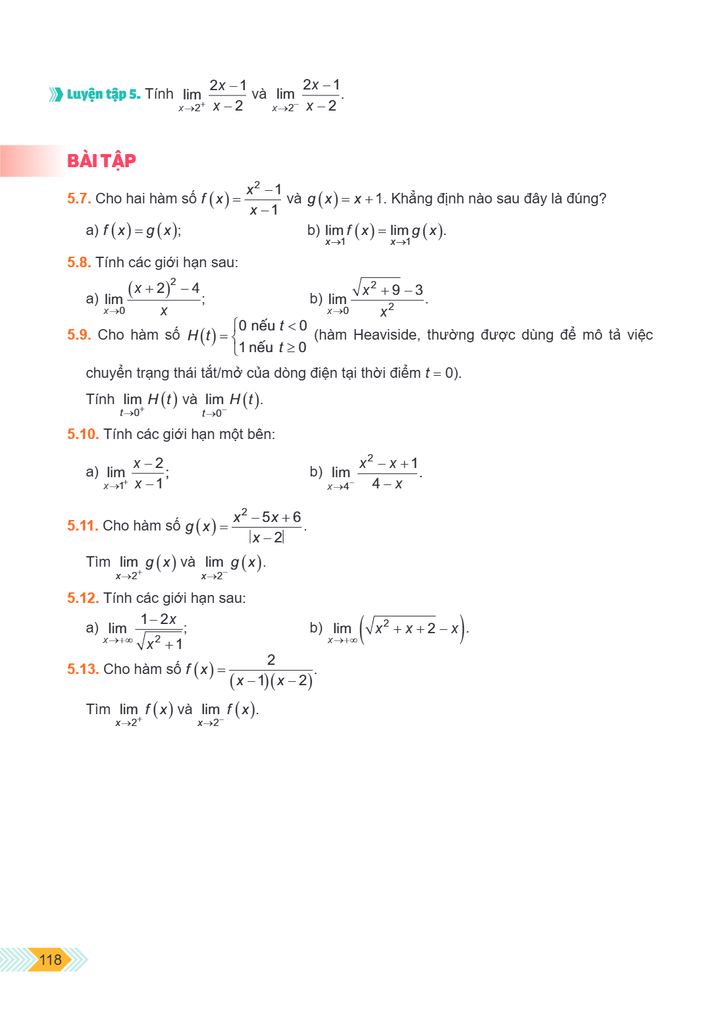 Luyện tập 5. Tính lim_{x→2⁺} (2x − 1)/(x − 2) và lim_{x→2⁻} (2x − 1)/(x − 2).
BÀI TẬP
5.7. Cho hai hàm số f(x) = (x² − 1)/(x − 1) và g(x) = x + 1. Khẳng định nào sau đây là đúng?
a) f(x) = g(x); b) lim_{x→1} f(x) = lim_{x→1} g(x).
5.8. Tính các giới hạn sau:
a) lim_{x→0} ((x + 2)² − 4)/x; b) lim_{x→0} (√(x² + 9) − 3)/x².
5.9. Cho hàm số H(t) = {0 nếu t < 0; 1 nếu t ≥ 0 (hàm Heaviside, thường được dùng để mô tả việc
chuyển trạng thái tắt/mở của dòng điện tại thời điểm t = 0).
Tính lim_{t→0⁺} H(t) và lim_{t→0⁻} H(t).
5.10. Tính các giới hạn một bên:
a) lim_{x→1⁺} (x − 2)/(x − 1); b) lim_{x→4⁻} (x² − x + 1)/(4 − x).
5.11. Cho hàm số g(x) = (x² − 5x + 6)/|x − 2|.
Tìm lim_{x→2⁺} g(x) và lim_{x→2⁻} g(x).
5.12. Tính các giới hạn sau:
a) lim_{x→+∞} (1 − 2x)/√(x² + 1); b) lim_{x→+∞} (√(x² + x + 2) − x).
5.13. Cho hàm số f(x) = 2/((x − 1)(x − 2)).
Tìm lim_{x→2⁺} f(x) và lim_{x→2⁻} f(x).
118